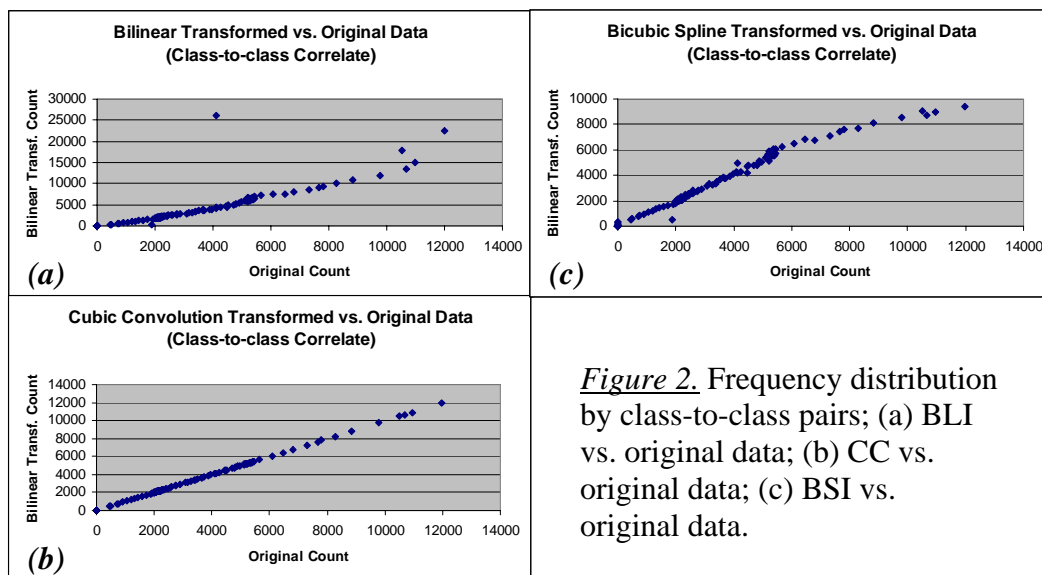 Bilinear Transformed vs. Original Data
(Class-to-class Correlate)
Bilinear Transf. Count
30000
25000
20000
15000
10000
5000
0
0 2000 4000 6000 8000 10000 12000 14000
Original Count
(a)
Bicubic Spline Transformed vs. Original Data
(Class-to-class Correlate)
Bilinear Transf. Count
10000
8000
6000
4000
2000
0
0 2000 4000 6000 8000 10000 12000 14000
Original Count
(c)
Cubic Convolution Transformed vs. Original Data
(Class-to-class Correlate)
Bilinear Transf. Count
14000
12000
10000
8000
6000
4000
2000
0
0 2000 4000 6000 8000 10000 12000 14000
Original Count
(b)
Figure 2. Frequency distribution
by class-to-class pairs; (a) BLI
vs. original data; (b) CC vs.
original data; (c) BSI vs.
original data.